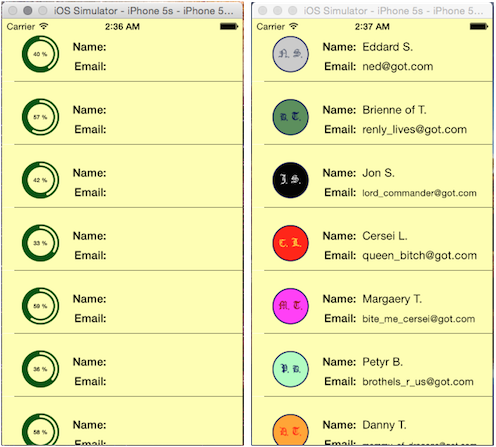 iOS Simulator - iPhone 5s - iPhone 5...
Carrier 2:36 AM
40 %
Name:
Email:
57 %
Name:
Email:
42 %
Name:
Email:
33 %
Name:
Email:
59 %
Name:
Email:
36 %
Name:
Email:
58 %
Name:
Email:
iOS Simulator - iPhone 5s - iPhone 5...
Carrier 2:37 AM
N. S.
Name: Eddard S.
Email: ned@got.com
Name: Brienne of T.
Email: renly_lives@got.com
J. S.
Name: Jon S.
Email: lord_commander@got.com
C. L.
Name: Cersei L.
Email: queen_bitch@got.com
M. T.
Name: Margaery T.
Email: bite_me_cersei@got.com
Name: Petyr B.
Email: brothels_r_us@got.com
D. T.
Name: Danny T.
Email: